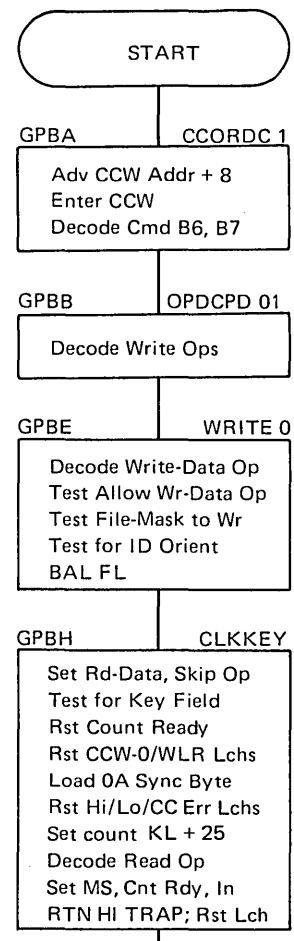 START
GPBA CCORDC 1
Adv CCW Addr + 8
Enter CCW
Decode Cmd B6, B7
GPBB OPDCPD 01
Decode Write Ops
GPBE WRITE 0
Decode Write-Data Op
Test Allow Wr-Data Op
Test File-Mask to Wr
Test for ID Orient
BAL FL
GPBH CLKKEY
Set Rd-Data, Skip Op
Test for Key Field
Rst Count Ready
Rst CCW-0/WLR Lchs
Load 0A Sync Byte
Rst Hi/Lo/CC Err Lchs
Set count KL + 25
Decode Read Op
Set MS, Cnt Rdy, In
RTN HI TRAP; Rst Lch